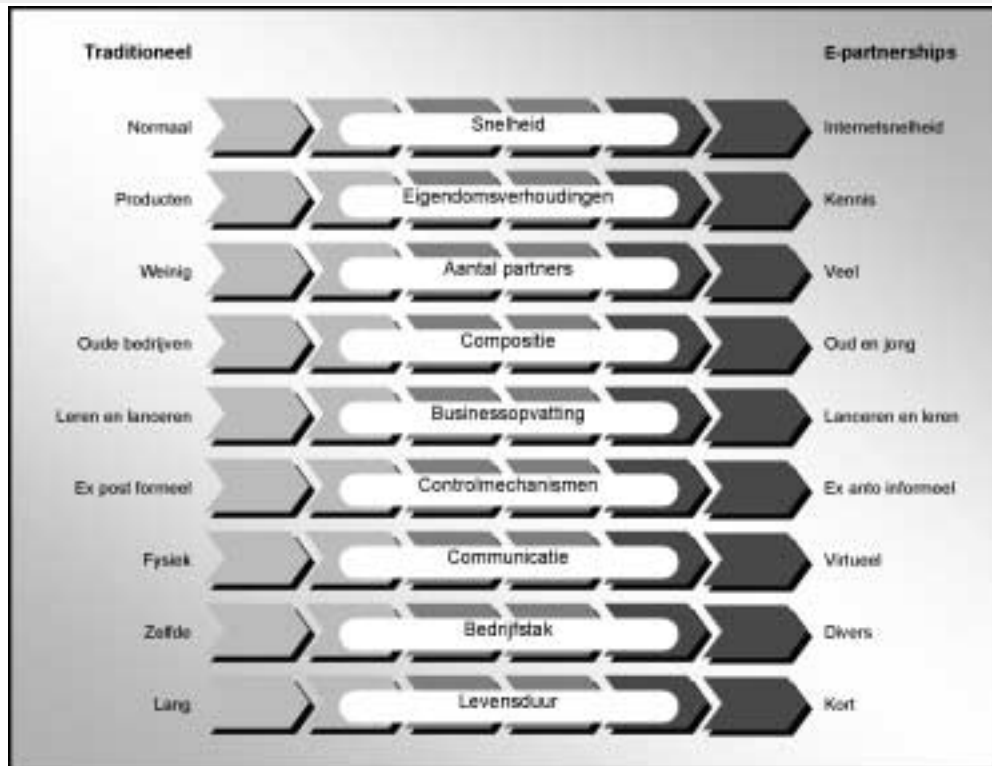 Traditioneel E-partnerships
Normaal Snelheid Internetsnelheid
Producten Eigendomsverhoudingen Kennis
Weinig Aantal partners Veel
Oude bedrijven Compositie Oud en jong
Leren en lanceren Businessopvatting Lanceren en leren
Ex post formeel Controlmechanismen Ex anto informeel
Fysiek Communicatie Virtueel
Zelfde Bedrijfstak Divers
Lang Levensduur Kort